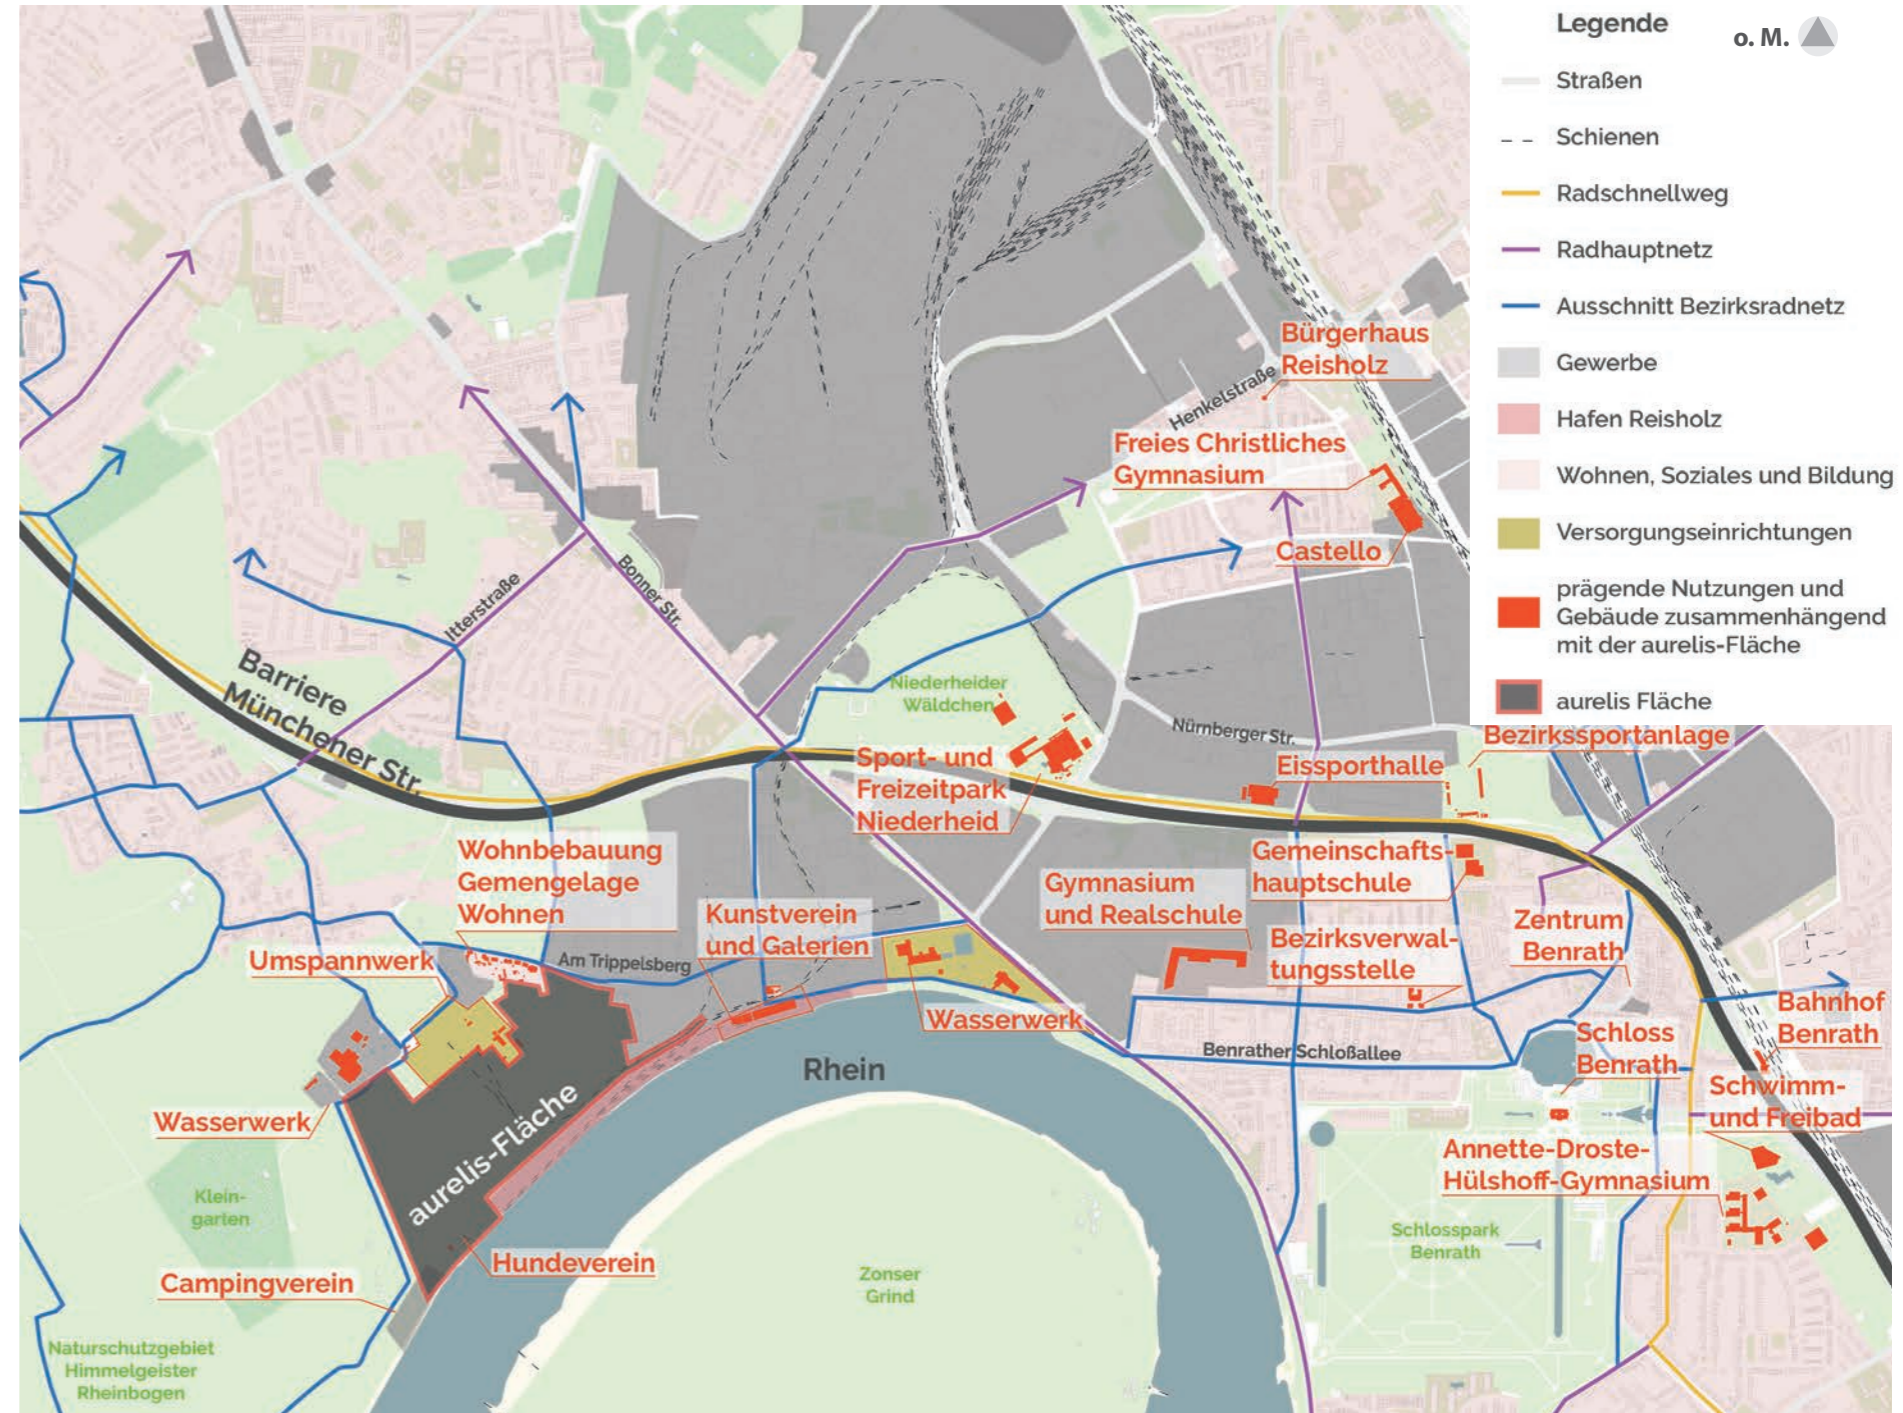 Legende
o. M.
Straßen
Schienen
Radschnellweg
Radhauptnetz
Ausschnitt Bezirksradnetz
Gewerbe
Hafen Reisholz
Wohnen, Soziales und Bildung
Versorgungseinrichtungen
prägende Nutzungen und
Gebäude zusammenhängend
mit der aurelis-Fläche
aurelis Fläche
Bürgerhaus
Reisholz
Henkelstraße
Freies Christliches
Gymnasium
Castello
Bonner Str.
Itterstraße
Barriere
Münchener Str.
Niederheider
Wäldchen
Nürnberger Str.
Bezirkssportanlage
Sport- und
Freizeitpark
Niederheid
Eissporthalle
Wohnbebauung
Gemengelage
Wohnen
Gemeinschafts-
hauptschule
Gymnasium
und Realschule
Kunstverein
und Galerien
Zentrum
Benrath
Bezirksverwal-
tungsstelle
Umspannwerk
Am Trippelsberg
Wasserwerk
Bahnhof
Benrath
Schloss
Benrath
Benrather Schloßallee
Rhein
Schwimm-
und Freibad
Wasserwerk
aurelis-Fläche
Annette-Droste-
Hülshoff-Gymnasium
Klein-
garten
Schlosspark
Benrath
Hundeverein
Campingverein
Zonser
Grind
Naturschutzgebiet
Himmelgeister
Rheinbogen